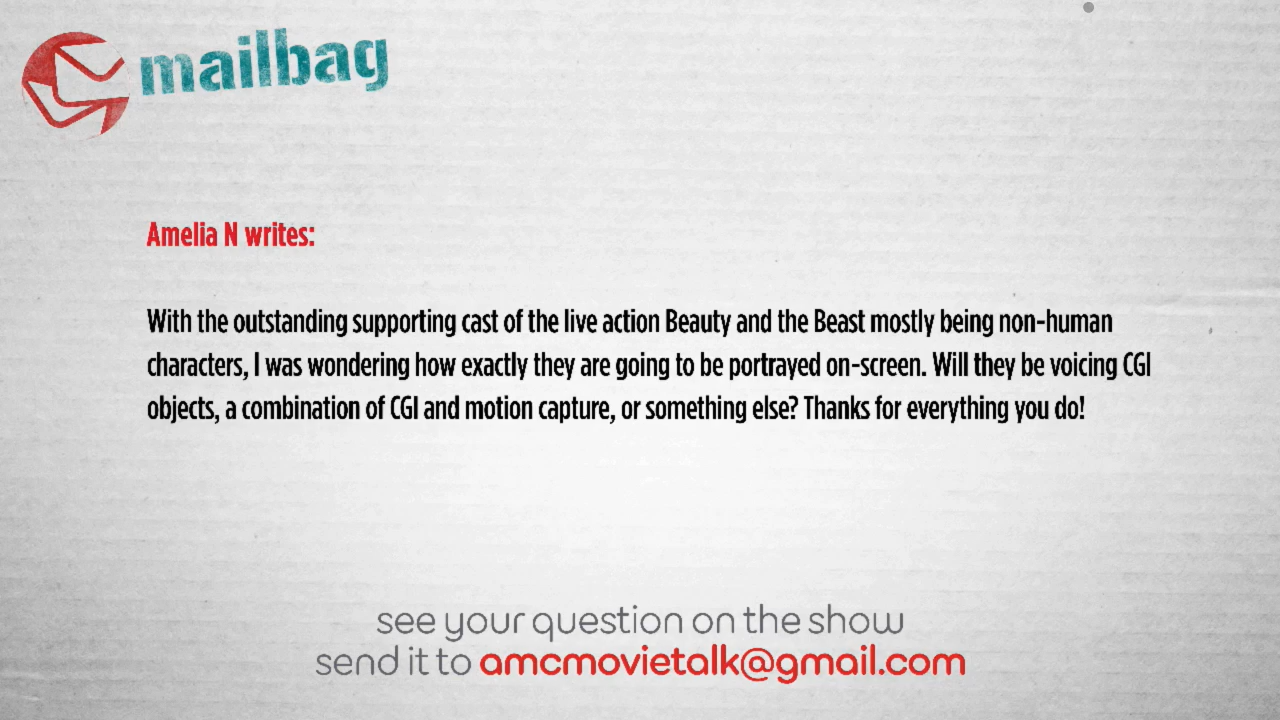 mailbag
Amelia N writes:
With the outstanding supporting cast of the live action Beauty and the Beast mostly being non-human
characters, I was wondering how exactly they are going to be portrayed on-screen. Will they be voicing CGI
objects, a combination of CGI and motion capture, or something else? Thanks for everything you do!
see your question on the show
send it to amcmovietalk@gmail.com